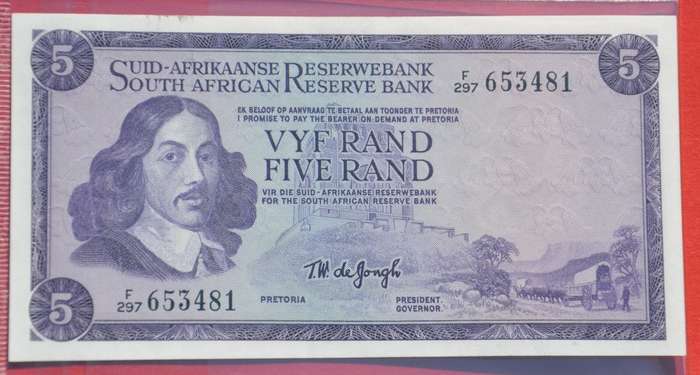 5 5
SUID-AFRIKAANSE RESERWEBANK
SOUTH AFRICAN RESERVE BANK
F/297 653481
EK BELOOF OP AANVRAAG TE BETAAL AAN TOONDER TE PRETORIA
I PROMISE TO PAY THE BEARER ON DEMAND AT PRETORIA
VYF RAND
FIVE RAND
VIR DIE SUID-AFRIKAANSE RESERWEBANK
FOR THE SOUTH AFRICAN RESERVE BANK
T.W. de Jongh
F/297 653481
PRETORIA
PRESIDENT.
GOVERNOR.
5